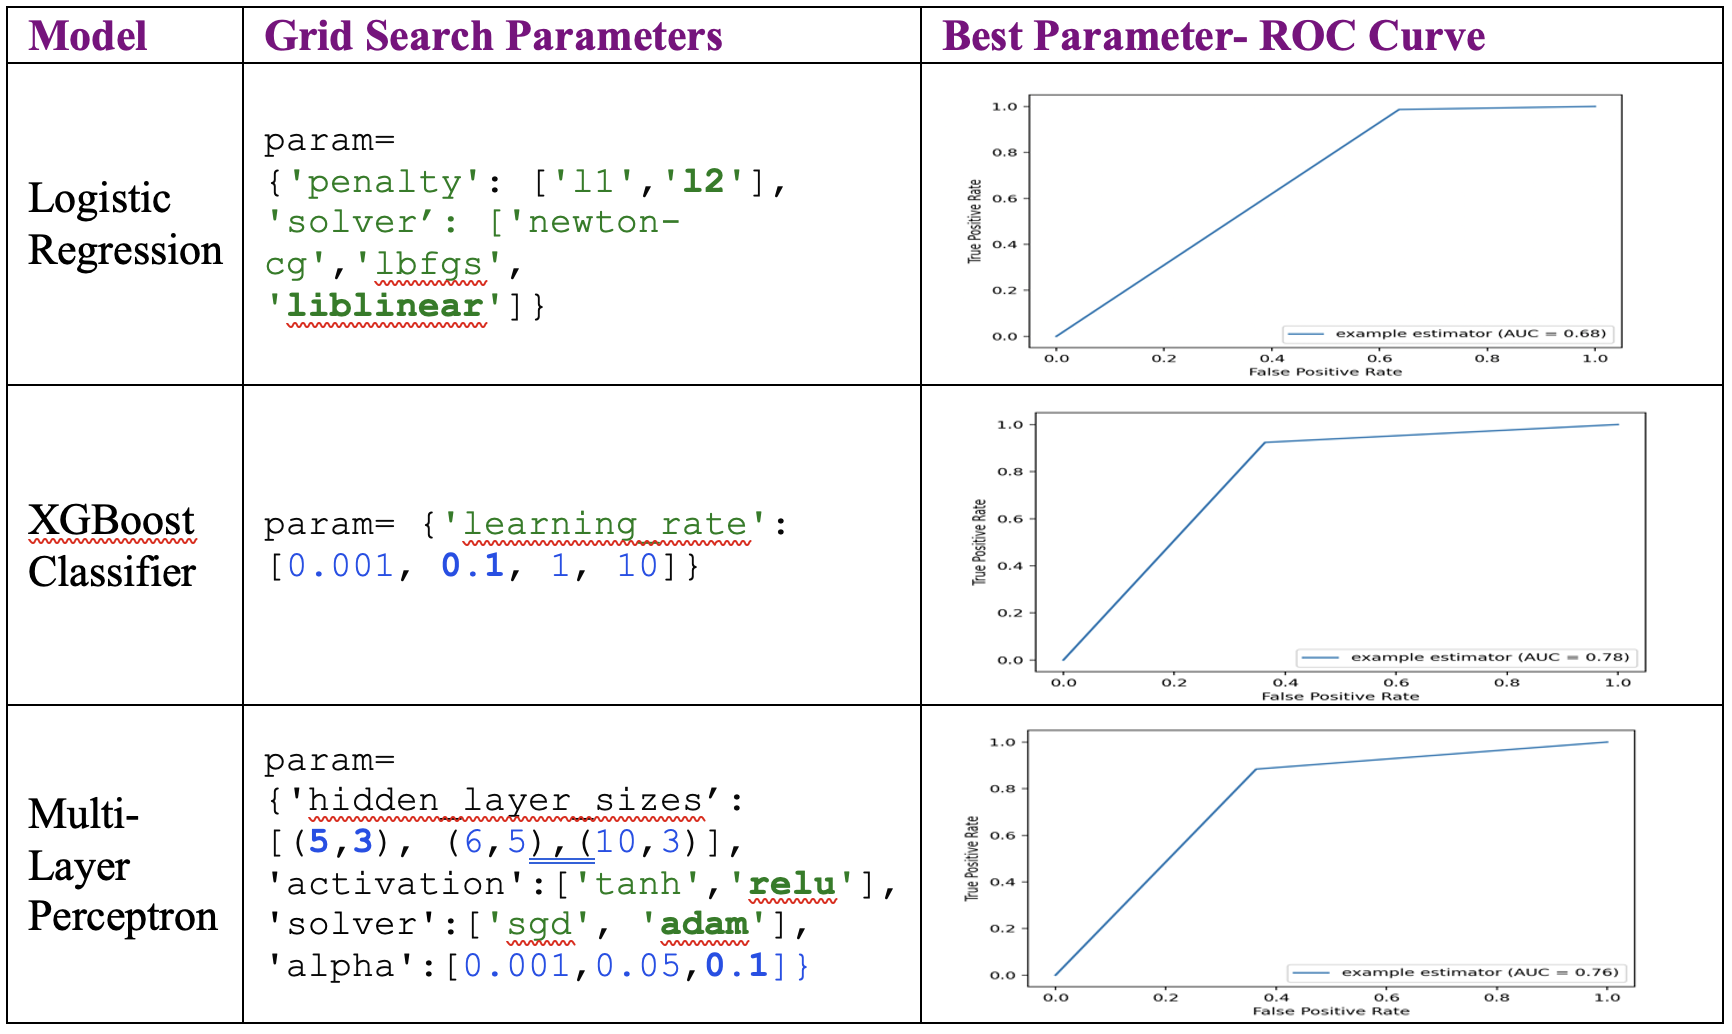 Model
Grid Search Parameters
Best Parameter- ROC Curve
Logistic
Regression
param=
{'penalty': ['l1','l2'],
'solver’: ['newton-
cg','lbfgs',
'liblinear']}
1.0
0.8
0.6
0.4
0.2
0.0
True Positive Rate
example estimator (AUC = 0.68)
0.0 0.2 0.4 0.6 0.8 1.0
False Positive Rate
XGBoost
Classifier
param= {'learning_rate':
[0.001, 0.1, 1, 10]}
1.0
0.8
0.6
0.4
0.2
0.0
True Positive Rate
example estimator (AUC = 0.78)
0.0 0.2 0.4 0.6 0.8 1.0
False Positive Rate
Multi-
Layer
Perceptron
param=
{'hidden_layer_sizes’:
[(5,3), (6,5),(10,3)],
'activation':['tanh','relu'],
'solver':['sgd', 'adam'],
'alpha':[0.001,0.05,0.1]}
1.0
0.8
0.6
0.4
0.2
0.0
True Positive Rate
example estimator (AUC = 0.76)
0.0 0.2 0.4 0.6 0.8 1.0
False Positive Rate